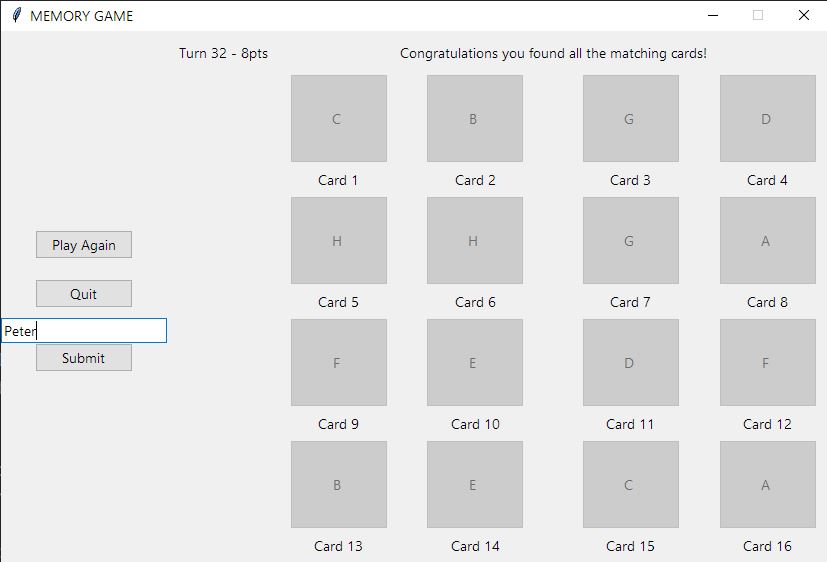 MEMORY GAME
Turn 32 - 8pts Congratulations you found all the matching cards!
C B G D
Card 1 Card 2 Card 3 Card 4
Play Again
H H G A
Quit
Card 5 Card 6 Card 7 Card 8
Peter
Submit
F E D F
Card 9 Card 10 Card 11 Card 12
B E C A
Card 13 Card 14 Card 15 Card 16